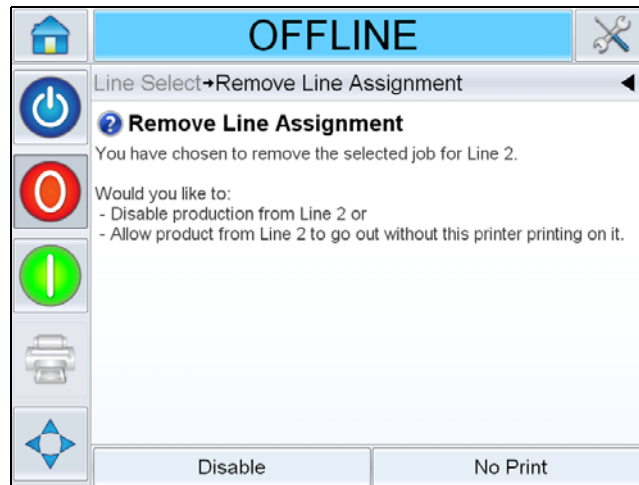 OFFLINE
Line Select→Remove Line Assignment
Remove Line Assignment
You have chosen to remove the selected job for Line 2.
Would you like to:
- Disable production from Line 2 or
- Allow product from Line 2 to go out without this printer printing on it.
Disable
No Print